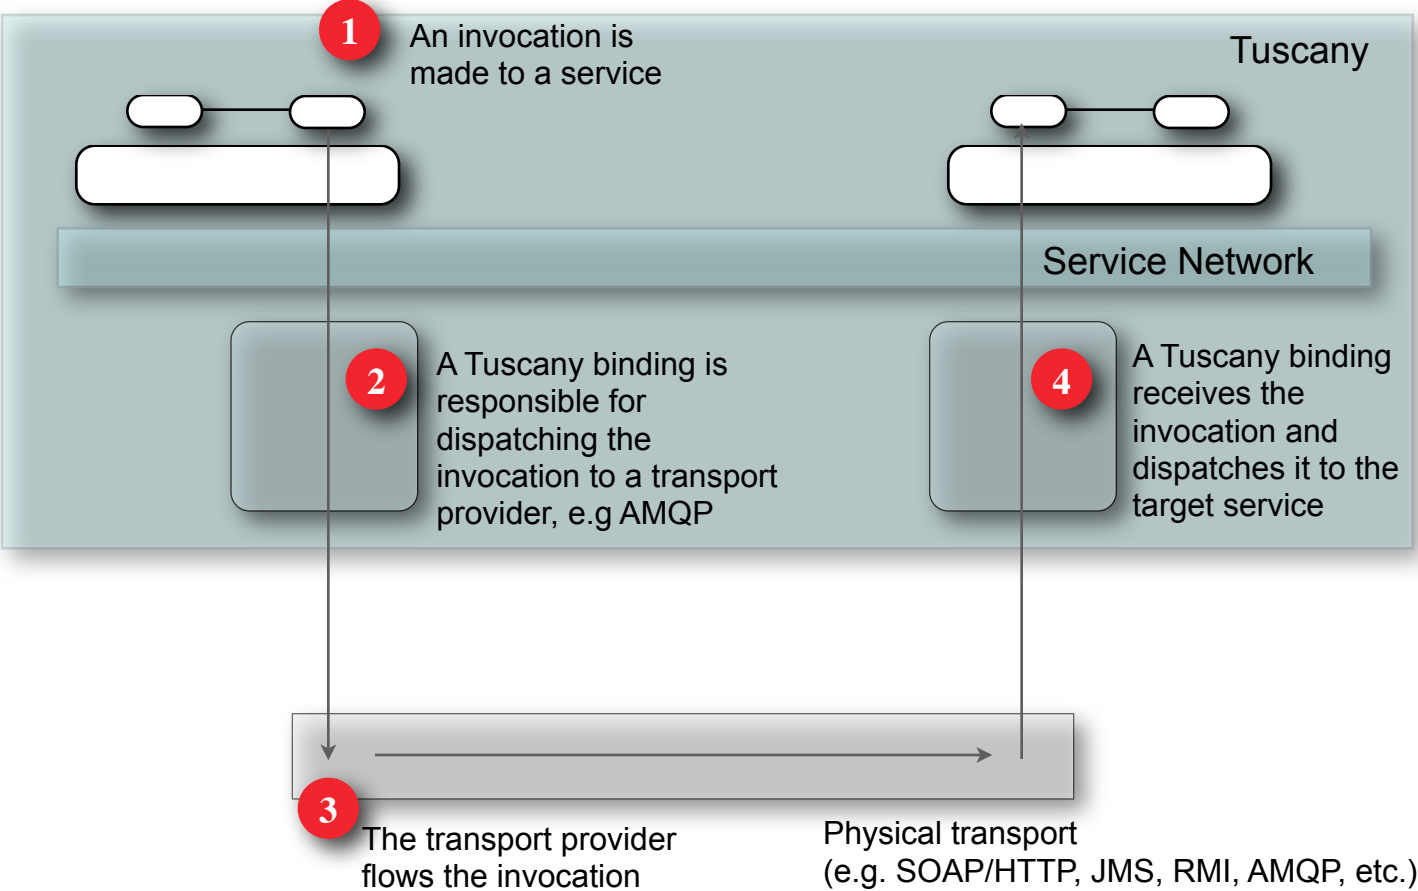 1
An invocation is
made to a service
Tuscany
Service Network
2
A Tuscany binding is
responsible for
dispatching the
invocation to a transport
provider, e.g AMQP
4
A Tuscany binding
receives the
invocation and
dispatches it to the
target service
3
The transport provider
flows the invocation
Physical transport
(e.g. SOAP/HTTP, JMS, RMI, AMQP, etc.)